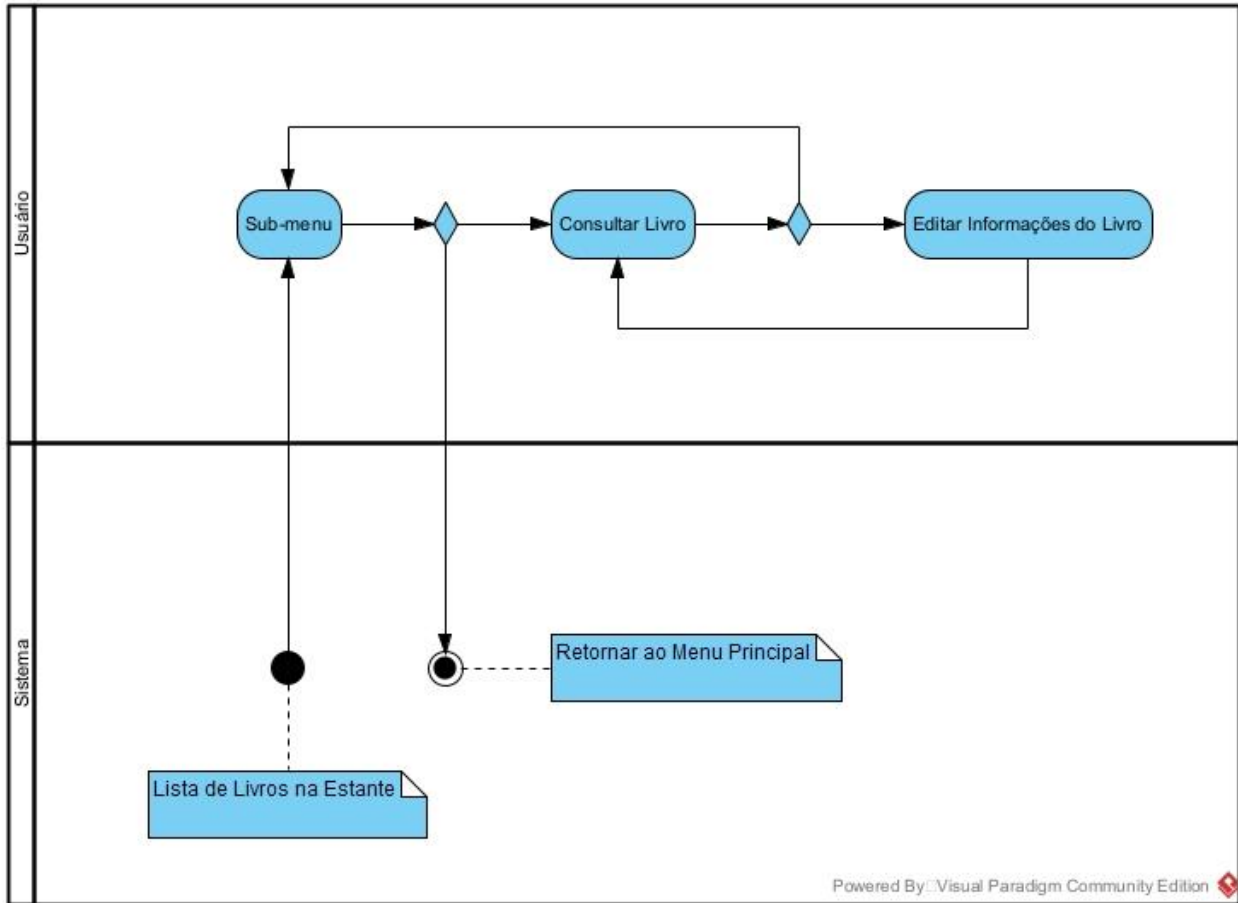 Usuário
Sub-menu
Consultar Livro
Editar Informações do Livro
Sistema
Retornar ao Menu Principal
Lista de Livros na Estante
Powered By Visual Paradigm Community Edition